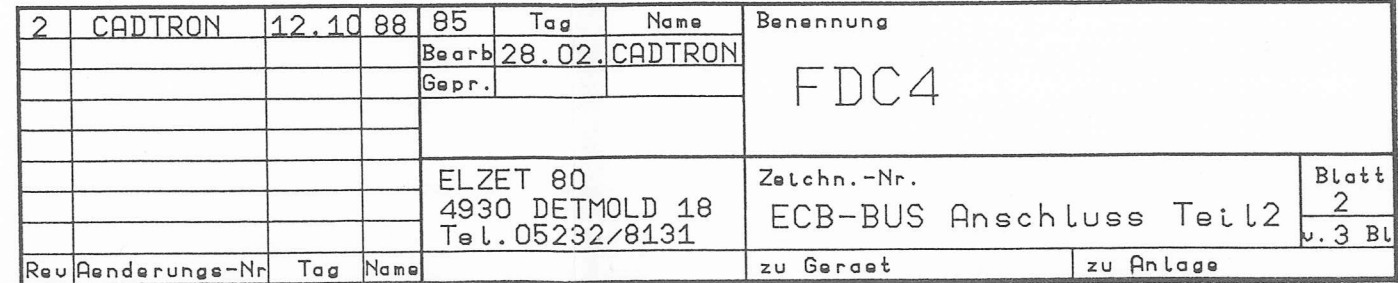 2 CADTRON 12.10 88 85 Tag Name
Bearb 28.02. CADTRON
Gepr.
Benennung
FDC4
ELZET 80
4930 DETMOLD 18
Tel.05232/8131
Zeichn.-Nr.
ECB-BUS Anschluss Teil2
Blatt
2
v.3 Bl
Rev Aenderungs-Nr Tag Name
zu Geraet
zu Anlage